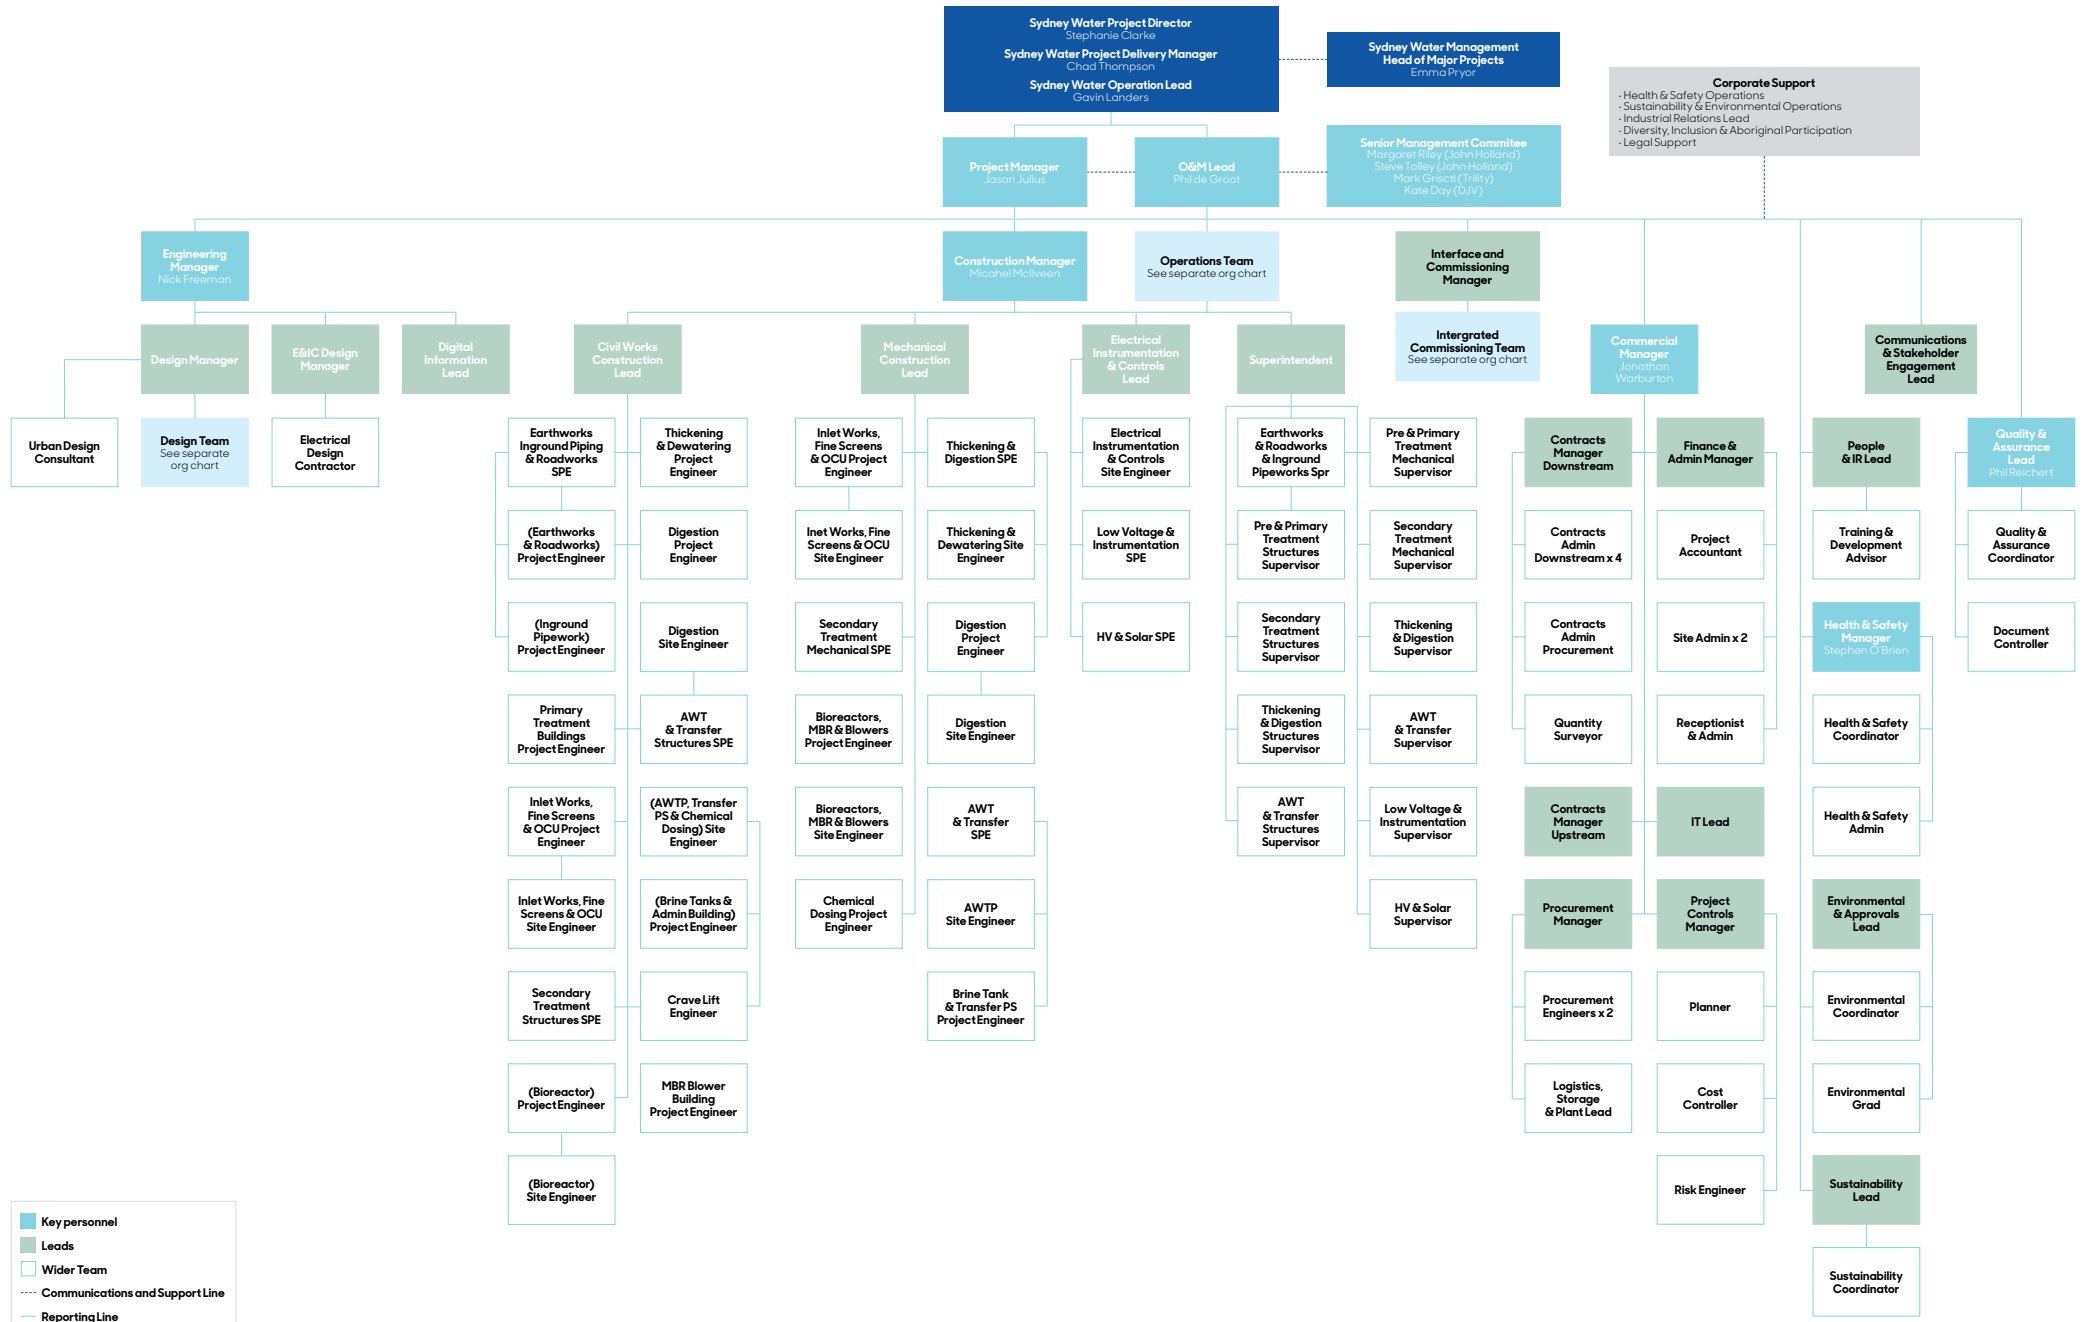 Sydney Water Project Director
Stephanie Clarke
Sydney Water Project Delivery Manager
Chad Thompson
Sydney Water Operation Lead
Gavin Landers
Sydney Water Management
Head of Major Projects
Emma Pryor
Corporate Support
· Health & Safety Operations
· Sustainability & Environmental Operations
· Industrial Relations Lead
· Diversity, Inclusion & Aboriginal Participation
· Legal Support
Project Manager
Jason Julius
O&M Lead
Phil de Groot
Senior Management Commitee
Margaret Riley (John Holland)
Steve Tolley (John Holland)
Mark Griscti (Trility)
Kate Day (DJV)
Engineering
Manager
Nick Freeman
Construction Manager
Micahel McIlveen
Operations Team
See separate org chart
Interface and
Commissioning
Manager
Design Manager
E&IC Design
Manager
Digital
Information
Lead
Civil Works
Construction
Lead
Mechanical
Construction
Lead
Electrical
Instrumentation
& Controls
Lead
Superintendent
Intergrated
Commissioning Team
See separate org chart
Commercial
Manager
Jonathan
Warburton
Communications
& Stakeholder
Engagement
Lead
Urban Design
Consultant
Design Team
See separate
org chart
Electrical
Design
Contractor
Earthworks
Inground Piping
& Roadworks
SPE
Thickening
& Dewatering
Project
Engineer
Inlet Works,
Fine Screens
& OCU Project
Engineer
Thickening &
Digestion SPE
Electrical
Instrumentation
& Controls
Site Engineer
Earthworks
& Roadworks
& Inground
Pipeworks Spr
Pre & Primary
Treatment
Mechanical
Supervisor
Contracts
Manager
Downstream
Finance &
Admin Manager
People
& IR Lead
Quality &
Assurance
Lead
Phil Reichert
(Earthworks
& Roadworks)
Project Engineer
Digestion
Project
Engineer
Inet Works, Fine
Screens & OCU
Site Engineer
Thickening &
Dewatering Site
Engineer
Low Voltage &
Instrumentation
SPE
Pre & Primary
Treatment
Structures
Supervisor
Secondary
Treatment
Mechanical
Supervisor
Contracts
Admin
Downstream x 4
Project
Accountant
Training &
Development
Advisor
Quality &
Assurance
Coordinator
(Inground
Pipework)
Project Engineer
Digestion
Site Engineer
Secondary
Treatment
Mechanical SPE
Digestion
Project
Engineer
HV & Solar SPE
Secondary
Treatment
Structures
Supervisor
Thickening
& Digestion
Supervisor
Contracts
Admin
Procurement
Site Admin x 2
Health & Safety
Manager
Stephen O'Brien
Document
Controller
Primary
Treatment
Buildings
Project Engineer
AWT
& Transfer
Structures SPE
Bioreactors,
MBR & Blowers
Project Engineer
Digestion
Site Engineer
Thickening
& Digestion
Structures
Supervisor
AWT
& Transfer
Supervisor
Quantity
Surveyor
Receptionist
& Admin
Health & Safety
Coordinator
Inlet Works,
Fine Screens
& OCU Project
Engineer
(AWTP, Transfer
PS & Chemical
Dosing) Site
Engineer
Bioreactors,
MBR & Blowers
Site Engineer
AWT
& Transfer
SPE
AWT
& Transfer
Structures
Supervisor
Low Voltage &
Instrumentation
Supervisor
Contracts
Manager
Upstream
IT Lead
Health & Safety
Admin
Inlet Works, Fine
Screens & OCU
Site Engineer
(Brine Tanks &
Admin Building)
Project Engineer
Chemical
Dosing Project
Engineer
AWTP
Site Engineer
HV & Solar
Supervisor
Procurement
Manager
Project
Controls
Manager
Environmental
& Approvals
Lead
Secondary
Treatment
Structures SPE
Crave Lift
Engineer
Brine Tank
& Transfer PS
Project Engineer
Procurement
Engineers x 2
Planner
Environmental
Coordinator
(Bioreactor)
Project Engineer
MBR Blower
Building
Project Engineer
Logistics,
Storage
& Plant Lead
Cost
Controller
Environmental
Grad
(Bioreactor)
Site Engineer
Risk Engineer
Sustainability
Lead
Sustainability
Coordinator
Key personnel
Leads
Wider Team
Communications and Support Line
Reporting Line